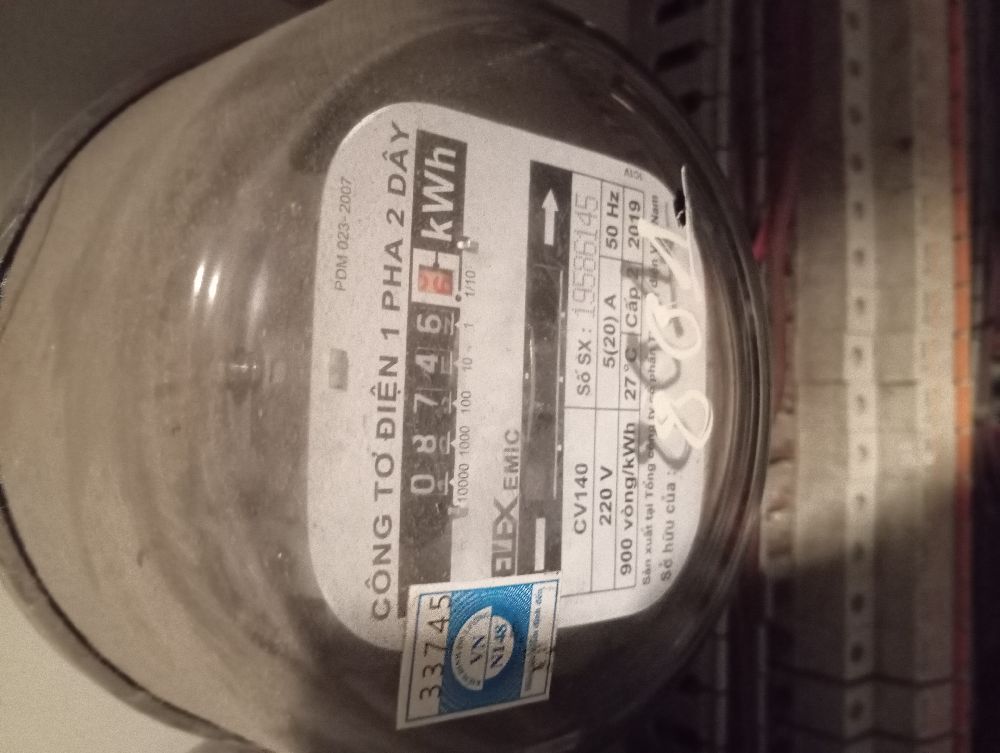 PDM 023-2007
CÔNG TƠ ĐIỆN 1 PHA 2 DÂY
0 8 7 4 6 kWh
10000 1000 100 10 1 1/10
EMIC
CV140 Số SX : 19586145
220 V 5(20) A 50 Hz
900 vòng/kWh 27 °C Cấp 2 2019
Sản xuất tại Tổng
Sở hữu của :
33745
VN
N148